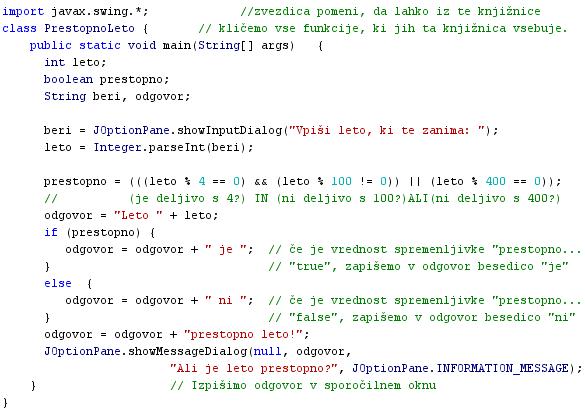 import javax.swing.*;             //zvezdica pomeni, da lahko iz te knjižnice
class PrestopnoLeto {       // kličemo vse funkcije, ki jih ta knjižnica vsebuje.
    public static void main(String[] args)   {
      int leto;
      boolean prestopno;
      String beri, odgovor;

      beri = JOptionPane.showInputDialog("Vpiši leto, ki te zanima: ");
      leto = Integer.parseInt(beri);

      prestopno = (((leto % 4 == 0) && (leto % 100 != 0)) || (leto % 400 == 0));
      //          (je deljivo s 4?) IN (ni deljivo s 100?)ALI(ni deljivo s 400?)
      odgovor = "Leto " + leto;
      if (prestopno) {
         odgovor = odgovor + " je ";  // če je vrednost spremenljivke "prestopno...
      }                               // "true", zapišemo v odgovor besedico "je"
      else  {
         odgovor = odgovor + " ni ";  // če je vrednost spremenljivke "prestopno...
      }                               // "false", zapišemo v odgovor besedico "ni"
      odgovor = odgovor +"prestopno leto!";
      JOptionPane.showMessageDialog(null, odgovor,
                        "Ali je leto prestopno?", JOptionPane.INFORMATION_MESSAGE);
    }                   // Izpišimo odgovor v sporočilnem oknu
}